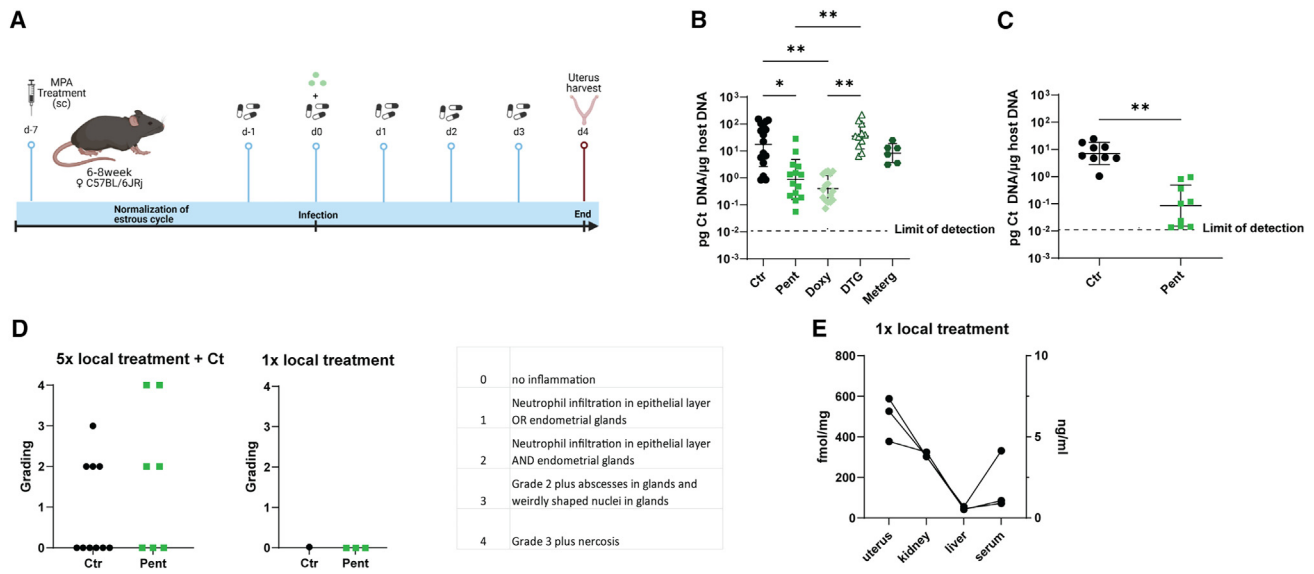 A
MPA
Treatment
(sc)
d-7
6-8week
♀ C57BL/6JRj
+
d-1
d0
d1
d2
d3
Uterus
harvest
d4
Normalization of
estrous cycle
Infection
End
B
pg Ct DNA/µg host DNA
10³
10²
10¹
10⁰
10⁻¹
10⁻²
10⁻³
**
**
* **
Limit of detection
Ctr Pent Doxy DTG Meterg
C
pg Ct DNA/µg host DNA
10³
10²
10¹
10⁰
10⁻¹
10⁻²
10⁻³
**
Limit of detection
Ctr Pent
D
5x local treatment + Ct
Grading
4
3
2
1
0
Ctr Pent
1x local treatment
Grading
4
3
2
1
0
Ctr Pent
0 no inflammation
Neutrophil infiltration in epithelial layer
1 OR endometrial glands
Neutrophil infiltration in epithelial layer
2 AND endometrial glands
Grade 2 plus abscesses in glands and
3 weirdly shaped nuclei in glands
4 Grade 3 plus nercosis
E
1x local treatment
fmol/mg
800
600
400
200
0
10
5
0
ng/ml
uterus kidney liver serum